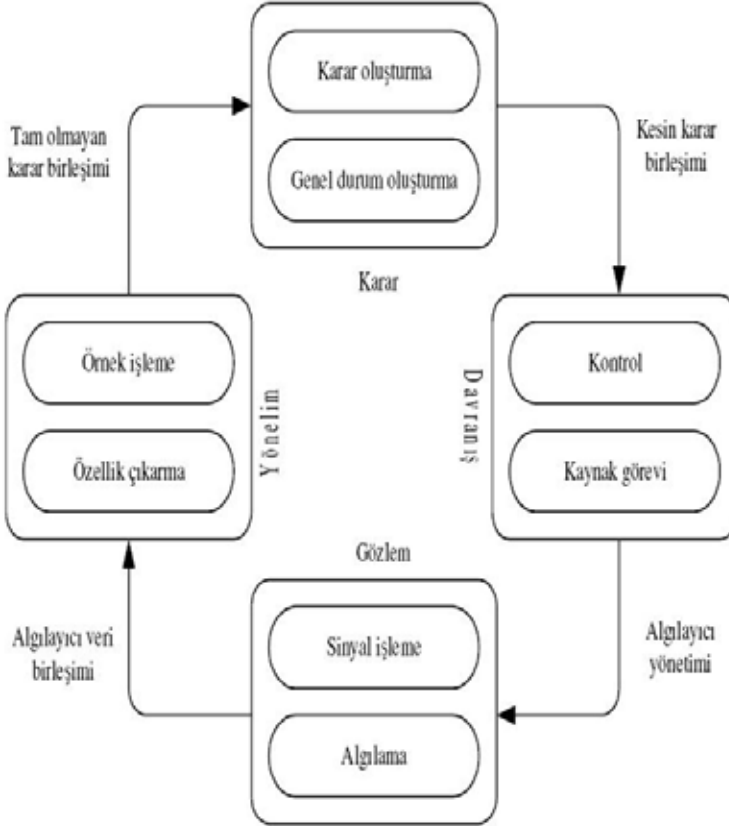 Karar oluşturma
Genel durum oluşturma
Karar
Tam olmayan
karar birleşimi
Kesin karar
birleşimi
Örnek işleme
Özellik çıkarma
Yönelim
Davranış
Kontrol
Kaynak görevi
Gözlem
Sinyal işleme
Algılama
Algılayıcı veri
birleşimi
Algılayıcı
yönetimi